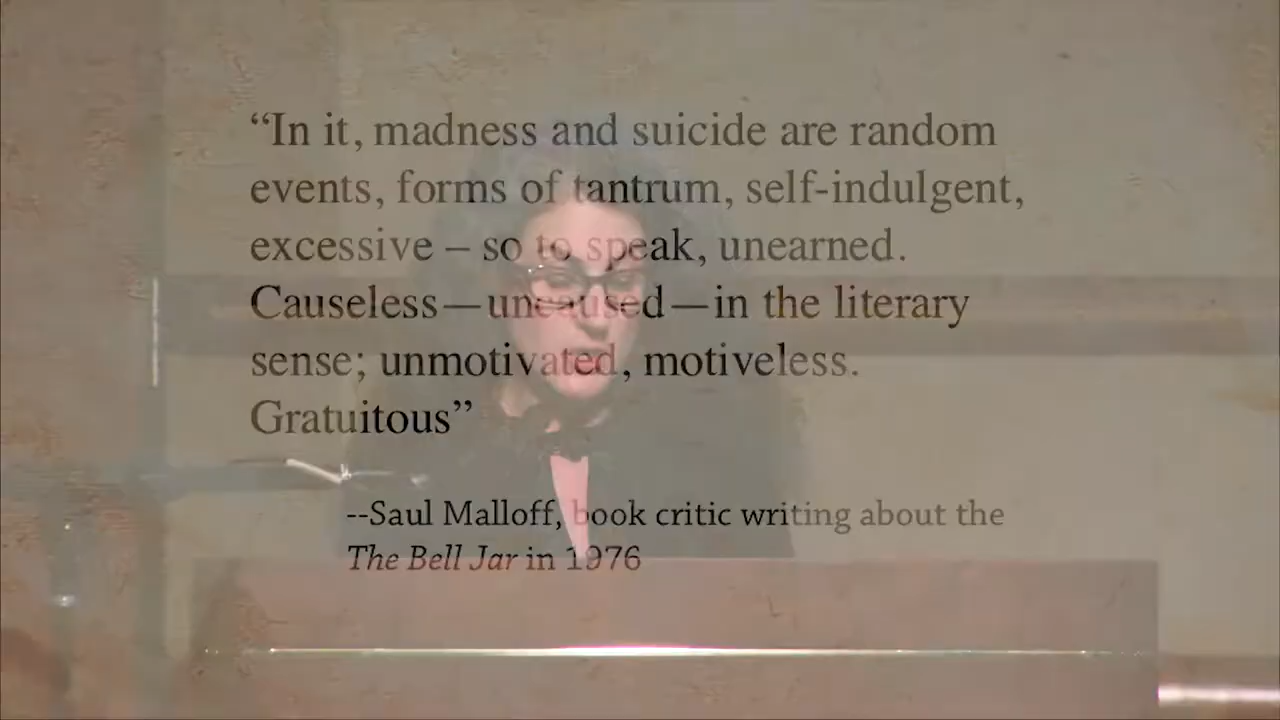 “In it, madness and suicide are random
events, forms of tantrum, self-indulgent,
excessive – so to speak, unearned.
Causeless—uncaused—in the literary
sense; unmotivated, motiveless.
Gratuitous”
--Saul Malloff, book critic writing about the
The Bell Jar in 1976